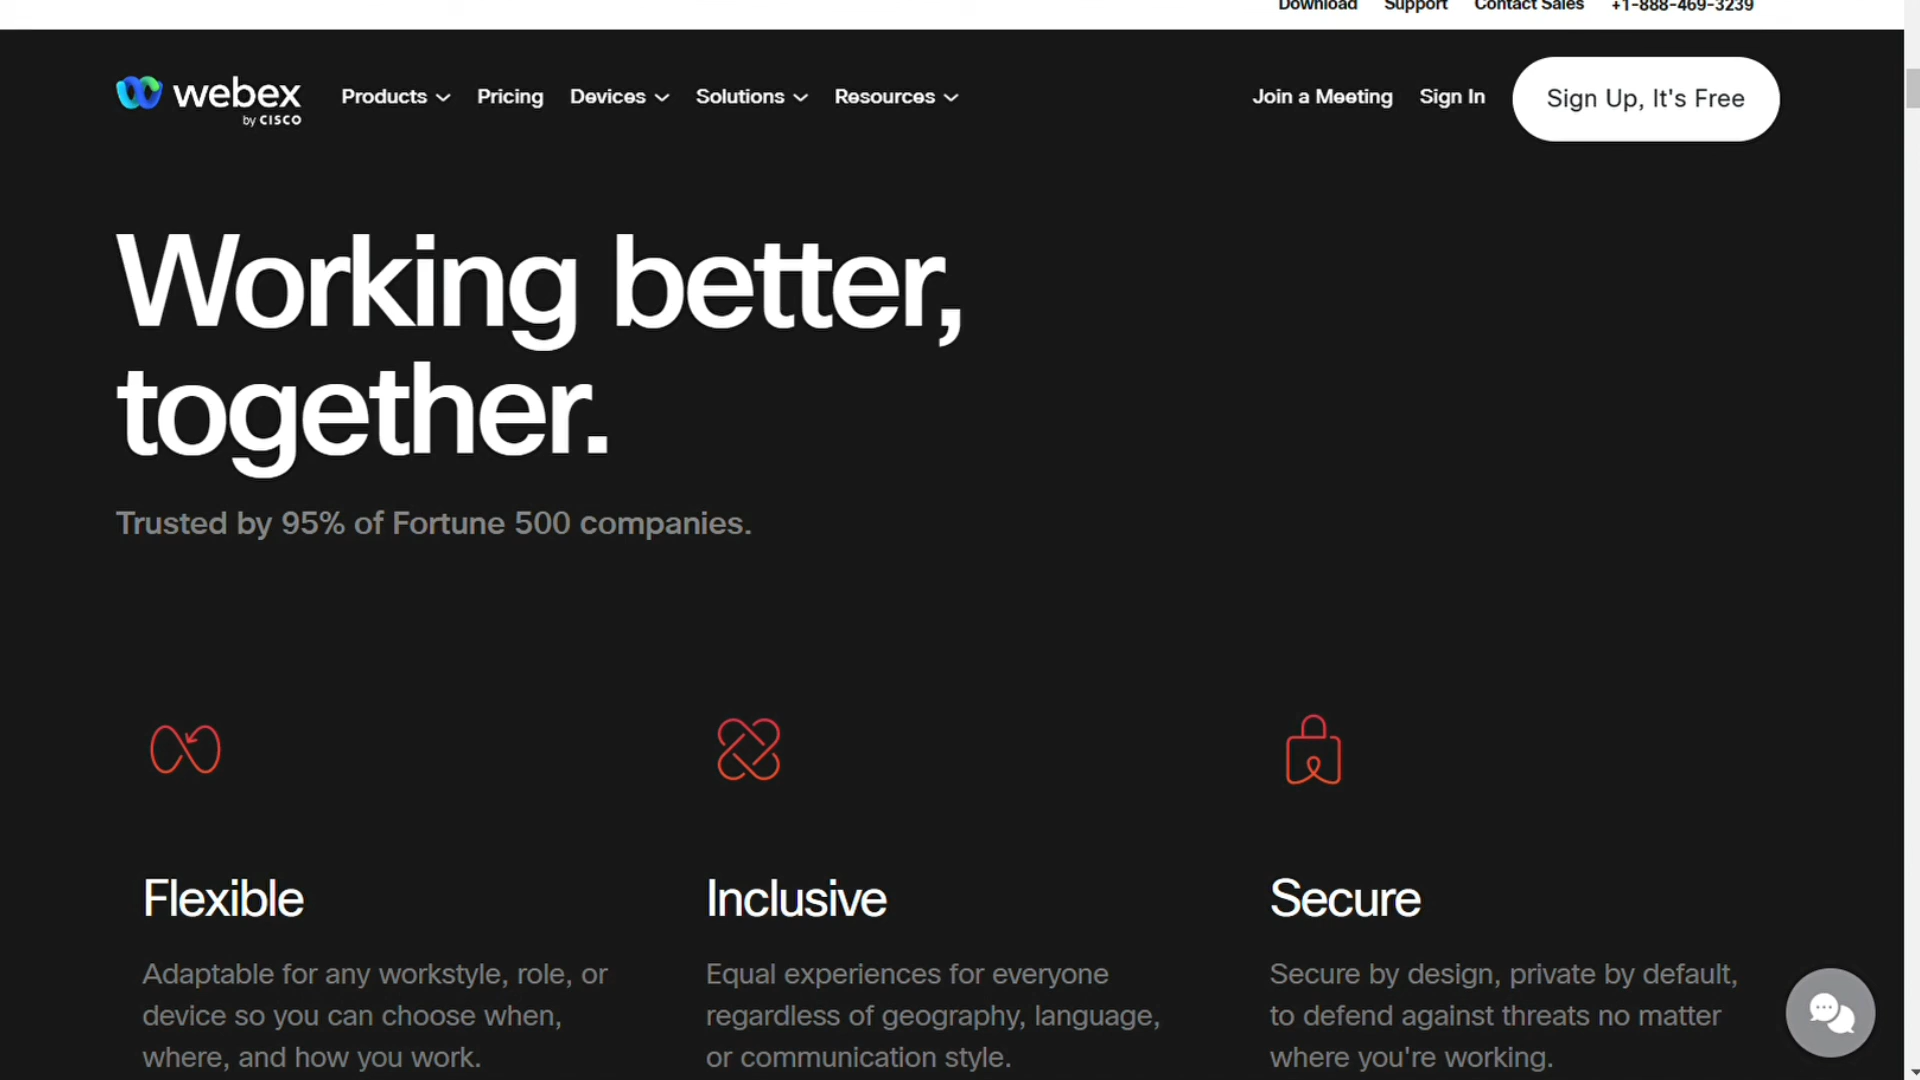 Download Support Contact Sales +1-888-469-3239
webex Products Pricing Devices Solutions Resources Join a Meeting Sign In Sign Up, It's Free
by CISCO
Working better,
together.
Trusted by 95% of Fortune 500 companies.
Flexible
Adaptable for any workstyle, role, or
device so you can choose when,
where, and how you work.
Inclusive
Equal experiences for everyone
regardless of geography, language,
or communication style.
Secure
Secure by design, private by default,
to defend against threats no matter
where you're working.